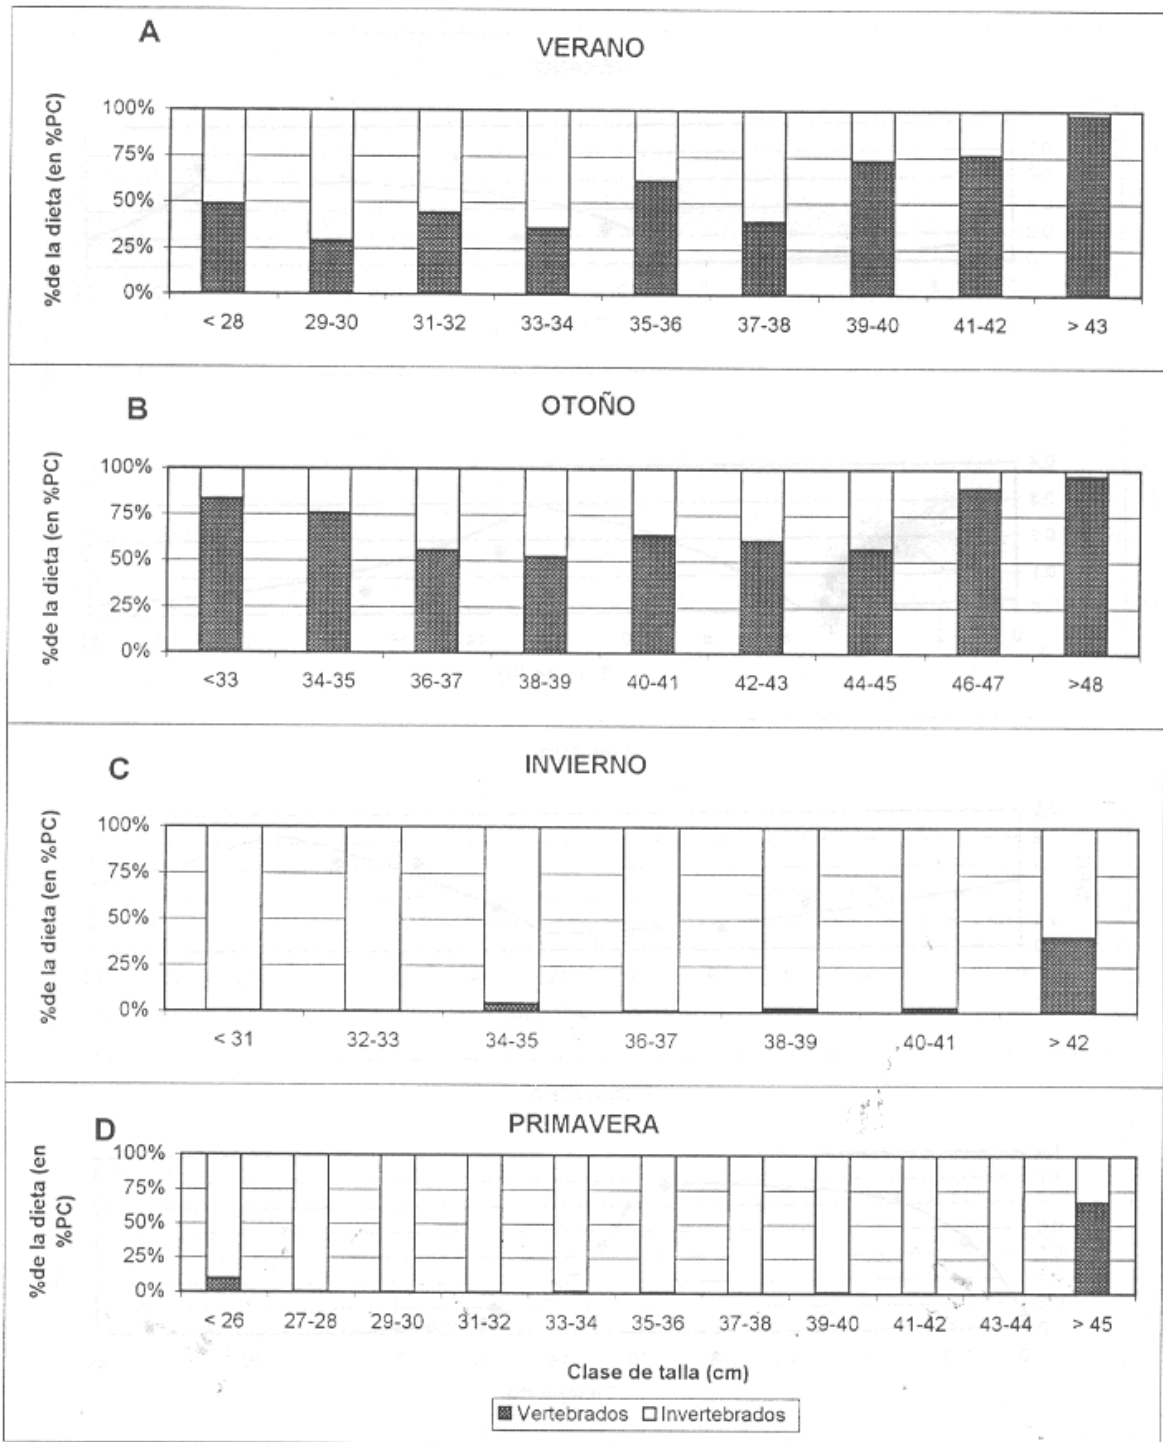 A
VERANO
%de la dieta (en %PC)
100%
75%
50%
25%
0%
< 28 29-30 31-32 33-34 35-36 37-38 39-40 41-42 > 43
B
OTOÑO
%de la dieta (en %PC)
100%
75%
50%
25%
0%
<33 34-35 36-37 38-39 40-41 42-43 44-45 46-47 >48
C
INVIERNO
%de la dieta (en %PC)
100%
75%
50%
25%
0%
< 31 32-33 34-35 36-37 38-39 40-41 > 42
D
PRIMAVERA
%de la dieta (en
%PC)
100%
75%
50%
25%
0%
< 26 27-28 29-30 31-32 33-34 35-36 37-38 39-40 41-42 43-44 > 45
Clase de talla (cm)
Vertebrados Invertebrados